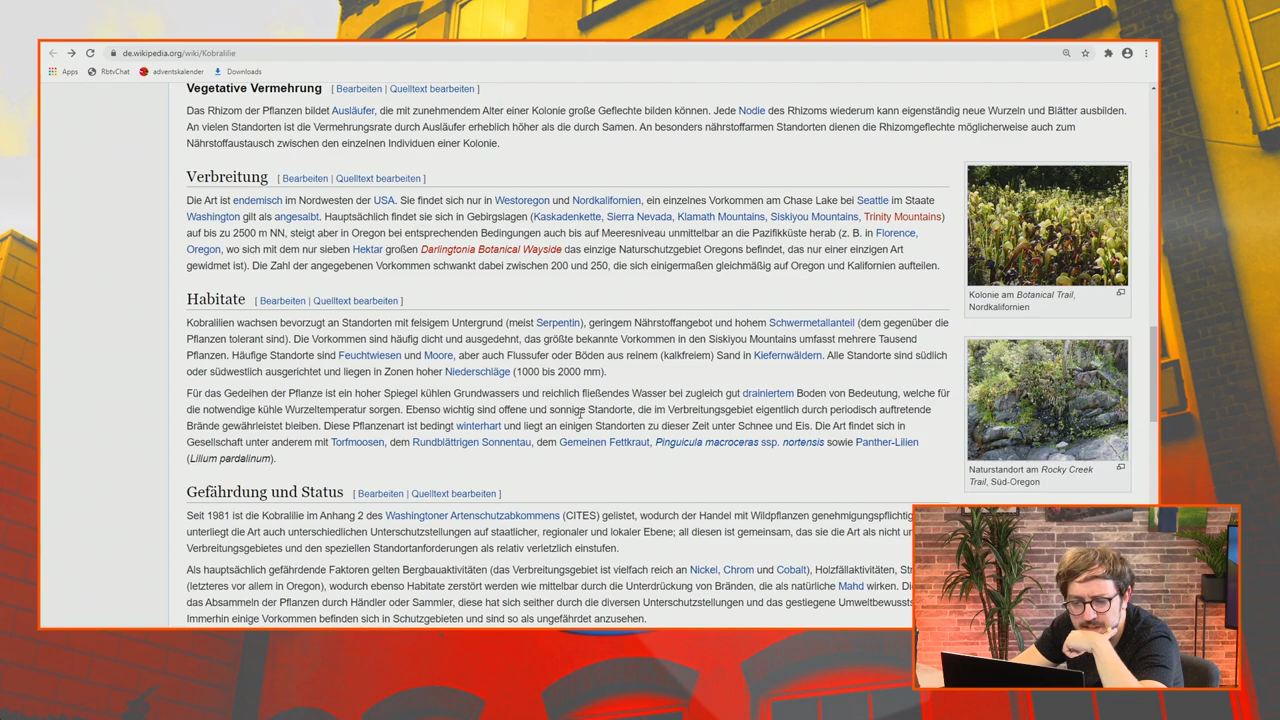 de.wikipedia.org/wiki/Kobralilie
Apps RbtvChat adventskalender Downloads
Vegetative Vermehrung [ Bearbeiten | Quelltext bearbeiten ]
Das Rhizom der Pflanzen bildet Ausläufer, die mit zunehmendem Alter einer Kolonie große Geflechte bilden können. Jede Nodie des Rhizoms wiederum kann eigenständig neue Wurzeln und Blätter ausbilden.
An vielen Standorten ist die Vermehrungsrate durch Ausläufer erheblich höher als die durch Samen. An besonders nährstoffarmen Standorten dienen die Rhizomgeflechte möglicherweise auch zum
Nährstoffaustausch zwischen den einzelnen Individuen einer Kolonie.
Verbreitung [ Bearbeiten | Quelltext bearbeiten ]
Die Art ist endemisch im Nordwesten der USA. Sie findet sich nur in Westoregon und Nordkalifornien, ein einzelnes Vorkommen am Chase Lake bei Seattle im Staate
Washington gilt als angesalbt. Hauptsächlich findet sie sich in Gebirgslagen (Kaskadenkette, Sierra Nevada, Klamath Mountains, Siskiyou Mountains, Trinity Mountains)
auf bis zu 2500 m NN, steigt aber in Oregon bei entsprechenden Bedingungen auch bis auf Meeresniveau unmittelbar an die Pazifikküste herab (z. B. in Florence,
Oregon, wo sich mit dem nur sieben Hektar großen Darlingtonia Botanical Wayside das einzige Naturschutzgebiet Oregons befindet, das nur einer einzigen Art
gewidmet ist). Die Zahl der angegebenen Vorkommen schwankt dabei zwischen 200 und 250, die sich einigermaßen gleichmäßig auf Oregon und Kalifornien aufteilen.
Kolonie am Botanical Trail,
Nordkalifornien
Habitate [ Bearbeiten | Quelltext bearbeiten ]
Kobralilien wachsen bevorzugt an Standorten mit felsigem Untergrund (meist Serpentin), geringem Nährstoffangebot und hohem Schwermetallanteil (dem gegenüber die
Pflanzen tolerant sind). Die Vorkommen sind häufig dicht und ausgedehnt, das größte bekannte Vorkommen in den Siskiyou Mountains umfasst mehrere Tausend
Pflanzen. Häufige Standorte sind Feuchtwiesen und Moore, aber auch Flussufer oder Böden aus reinem (kalkfreiem) Sand in Kiefernwäldern. Alle Standorte sind südlich
oder südwestlich ausgerichtet und liegen in Zonen hoher Niederschläge (1000 bis 2000 mm).
Für das Gedeihen der Pflanze ist ein hoher Spiegel kühlen Grundwassers und reichlich fließendes Wasser bei zugleich gut drainiertem Boden von Bedeutung, welche für
die notwendige kühle Wurzeltemperatur sorgen. Ebenso wichtig sind offene und sonnige Standorte, die im Verbreitungsgebiet eigentlich durch periodisch auftretende
Brände gewährleistet bleiben. Diese Pflanzenart ist bedingt winterhart und liegt an einigen Standorten zu dieser Zeit unter Schnee und Eis. Die Art findet sich in
Gesellschaft unter anderem mit Torfmoosen, dem Rundblättrigen Sonnentau, dem Gemeinen Fettkraut, Pinguicula macroceras ssp. nortensis sowie Panther-Lilien
(Lilium pardalinum).
Naturstandort am Rocky Creek
Trail, Süd-Oregon
Gefährdung und Status [ Bearbeiten | Quelltext bearbeiten ]
Seit 1981 ist die Kobralilie im Anhang 2 des Washingtoner Artenschutzabkommens (CITES) gelistet, wodurch der Handel mit Wildpflanzen genehmigungspflichtig
unterliegt die Art auch unterschiedlichen Unterschutzstellungen auf staatlicher, regionaler und lokaler Ebene; all diesen ist gemeinsam, dass sie die Art als nicht
Verbreitungsgebietes und den speziellen Standortanforderungen als relativ verletzlich einstufen.
Als hauptsächlich gefährdende Faktoren gelten Bergbauaktivitäten (das Verbreitungsgebiet ist vielfach reich an Nickel, Chrom und Cobalt), Holzfällaktivitäten,
(letzteres vor allem in Oregon), wodurch ebenso Habitate zerstört werden wie mittelbar durch die Unterdrückung von Bränden, die als natürliche Mahd wirken.
das Absammeln der Pflanzen durch Händler oder Sammler, diese hat sich seither durch die diversen Unterschutzstellungen und das gestiegene
Immerhin einige Vorkommen befinden sich in Schutzgebieten und sind so als ungefährdet anzusehen.